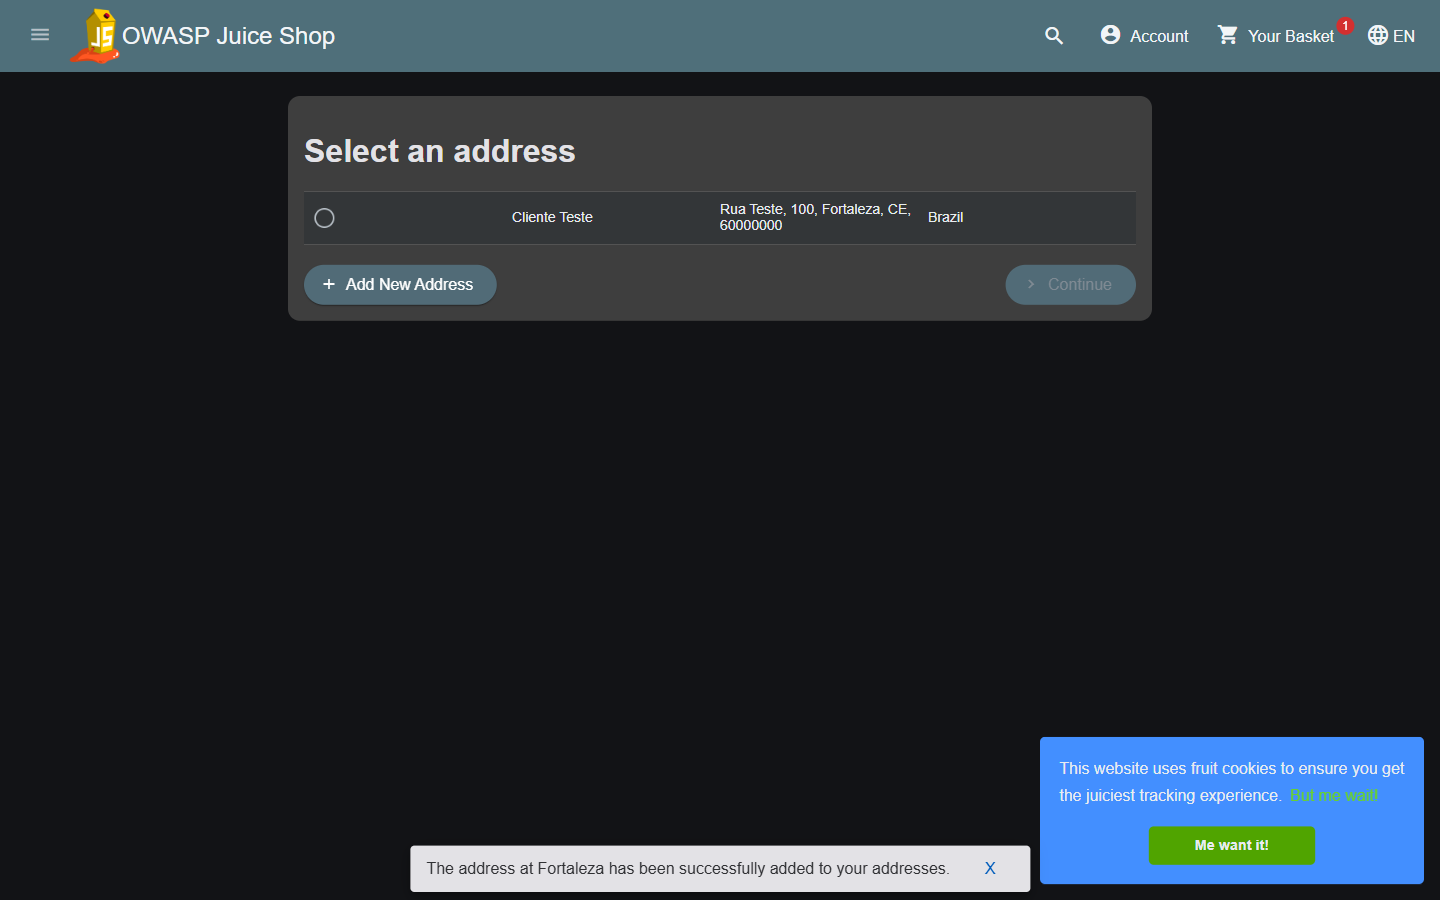 OWASP Juice Shop
Account
Your Basket
1
EN
Select an address
Cliente Teste
Rua Teste, 100, Fortaleza, CE,
60000000
Brazil
Add New Address
Continue
This website uses fruit cookies to ensure you get
the juiciest tracking experience. But me wait!
Me want it!
The address at Fortaleza has been successfully added to your addresses. X